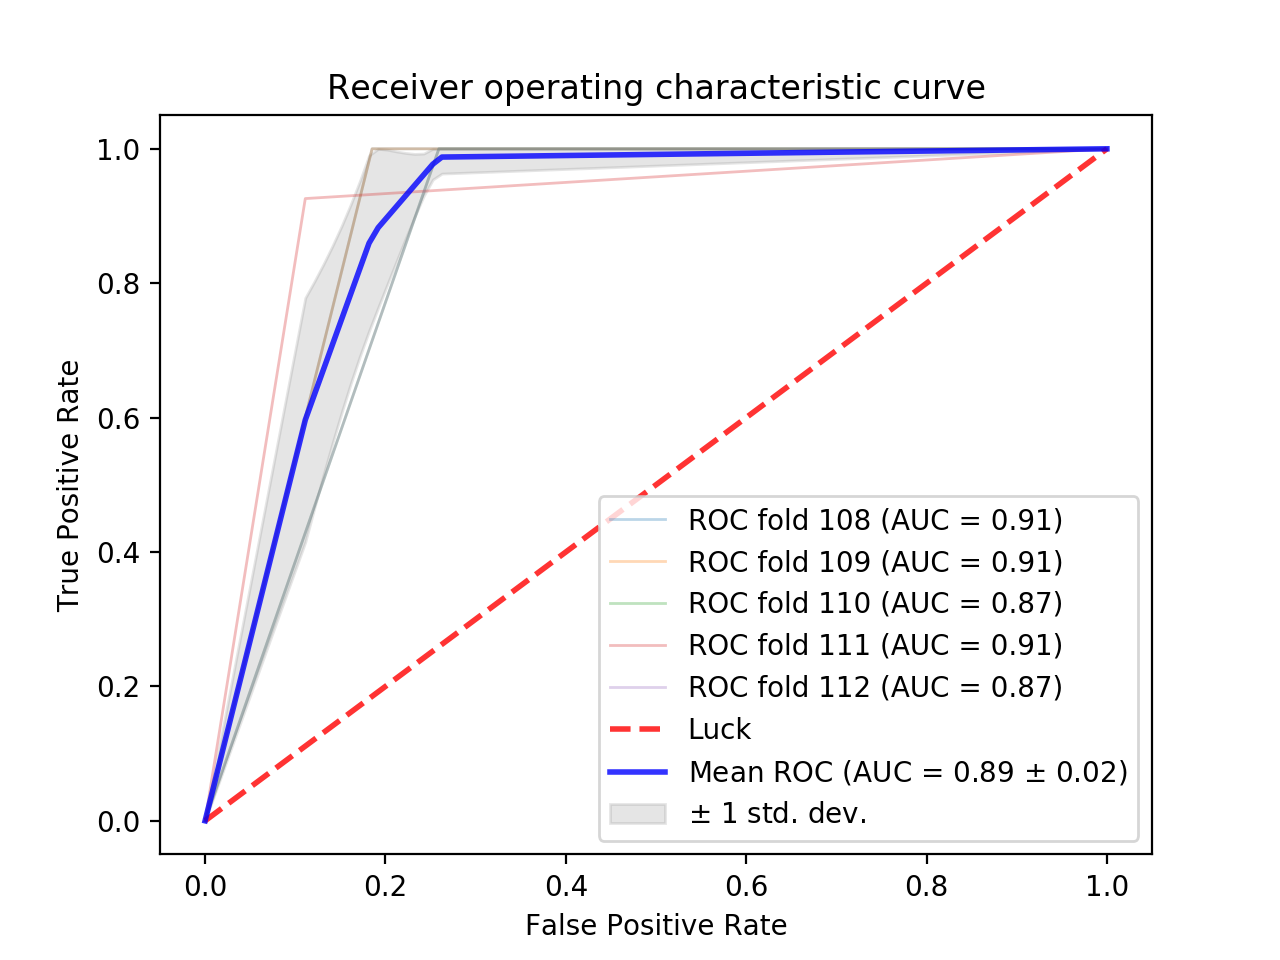 Receiver operating characteristic curve
1.0
0.8
0.6
0.4
0.2
0.0
True Positive Rate
ROC fold 108 (AUC = 0.91)
ROC fold 109 (AUC = 0.91)
ROC fold 110 (AUC = 0.87)
ROC fold 111 (AUC = 0.91)
ROC fold 112 (AUC = 0.87)
Luck
Mean ROC (AUC = 0.89 ± 0.02)
± 1 std. dev.
0.0 0.2 0.4 0.6 0.8 1.0
False Positive Rate